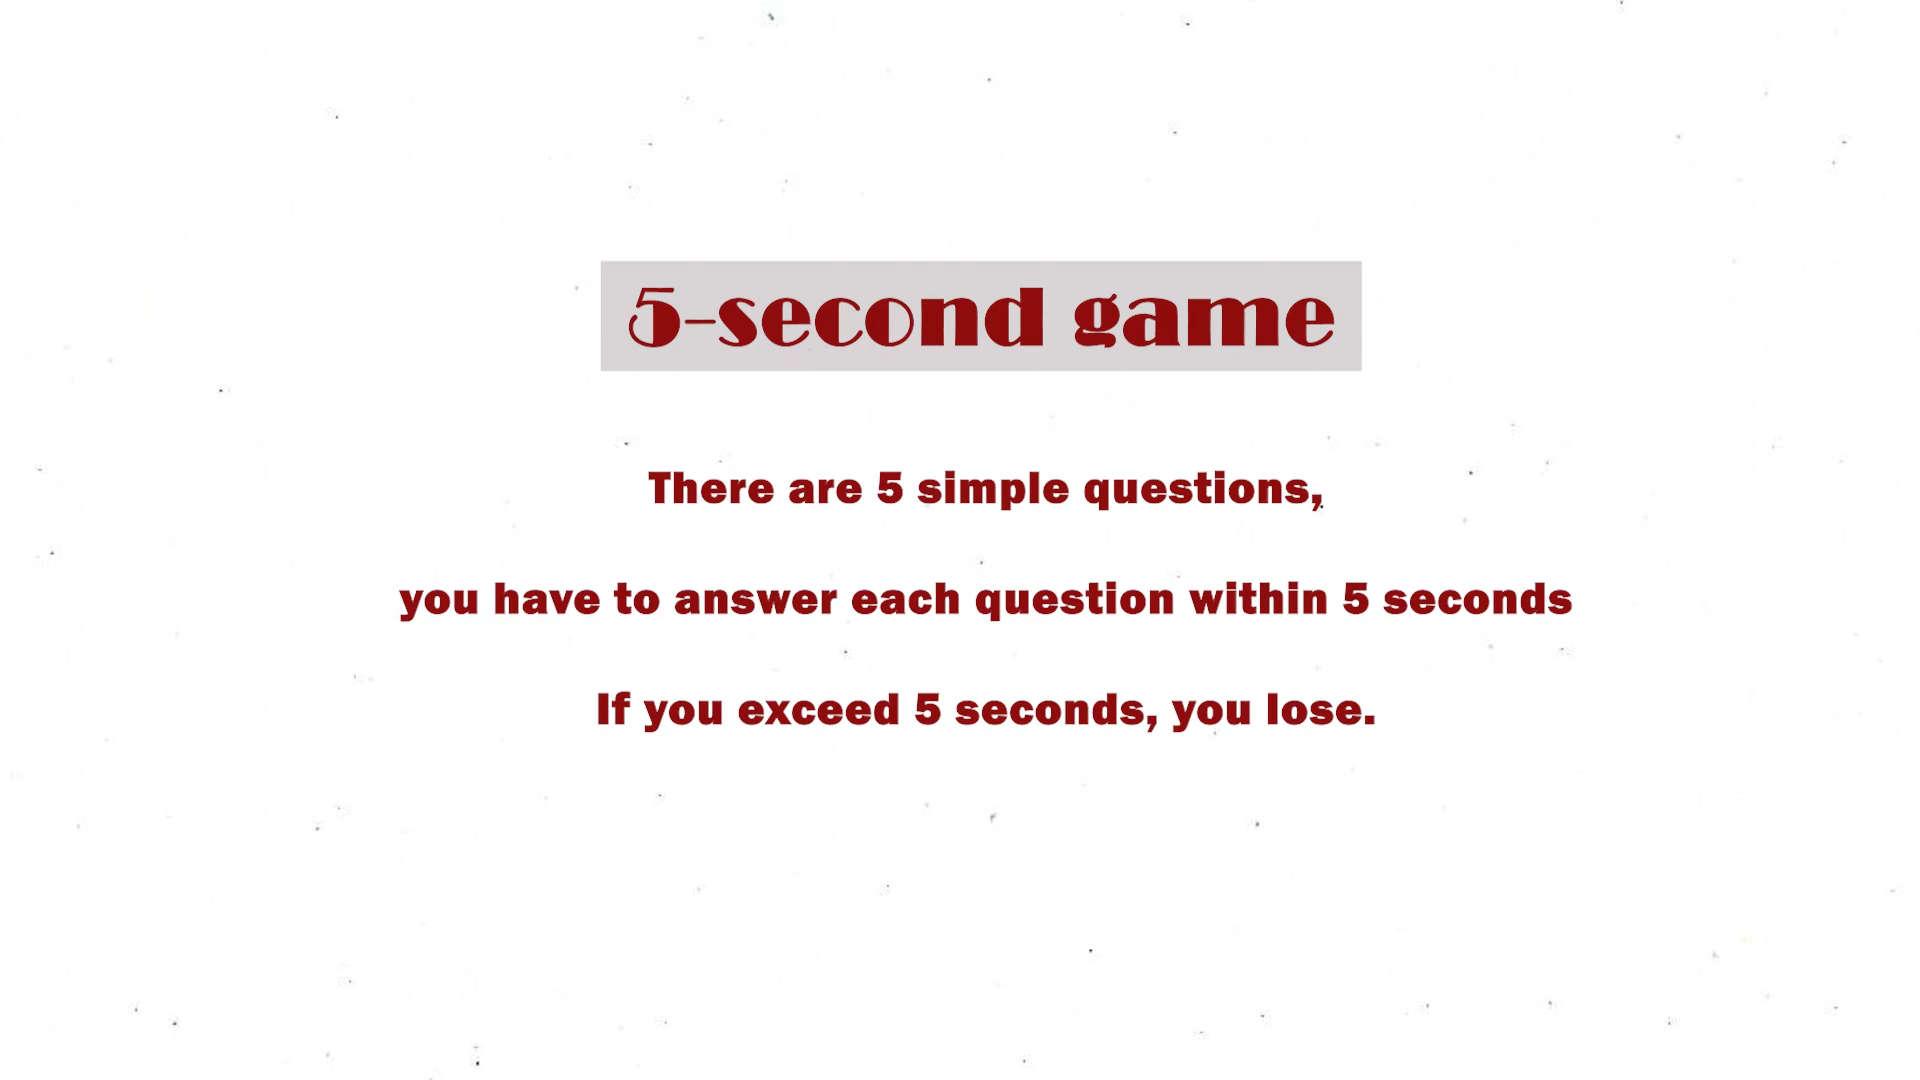 5-second game
There are 5 simple questions,
you have to answer each question within 5 seconds
If you exceed 5 seconds, you lose.